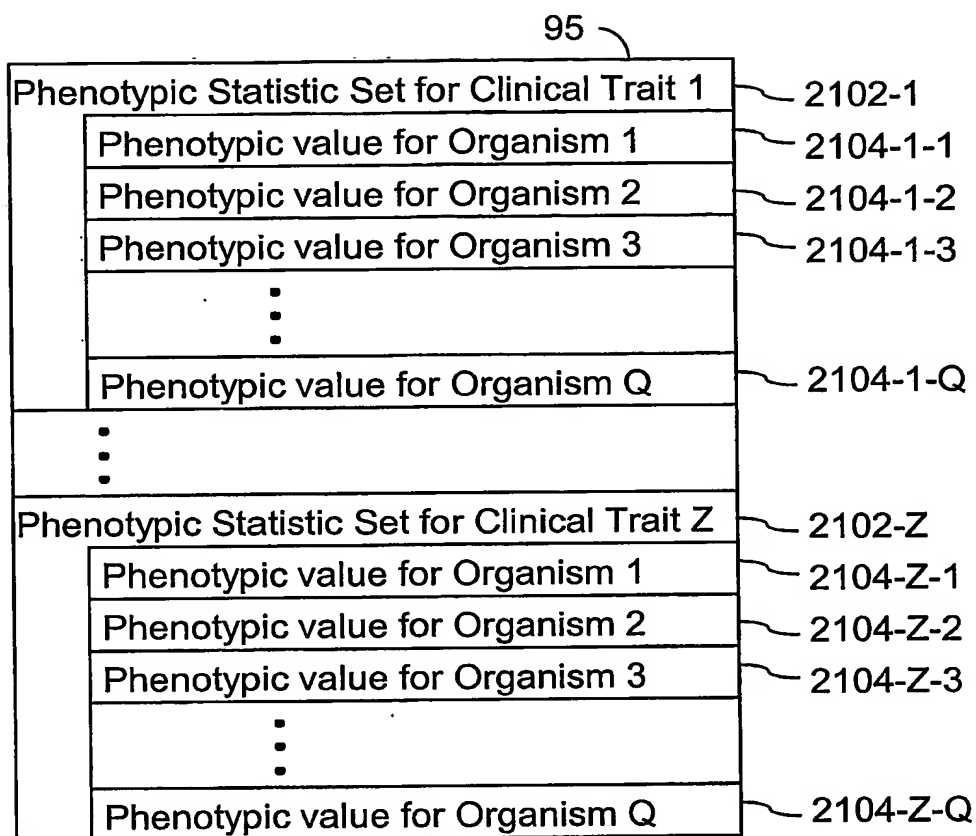 95
Phenotypic Statistic Set for Clinical Trait 1 2102-1
Phenotypic value for Organism 1 2104-1-1
Phenotypic value for Organism 2 2104-1-2
Phenotypic value for Organism 3 2104-1-3
Phenotypic value for Organism Q 2104-1-Q
Phenotypic Statistic Set for Clinical Trait Z 2102-Z
Phenotypic value for Organism 1 2104-Z-1
Phenotypic value for Organism 2 2104-Z-2
Phenotypic value for Organism 3 2104-Z-3
Phenotypic value for Organism Q 2104-Z-Q